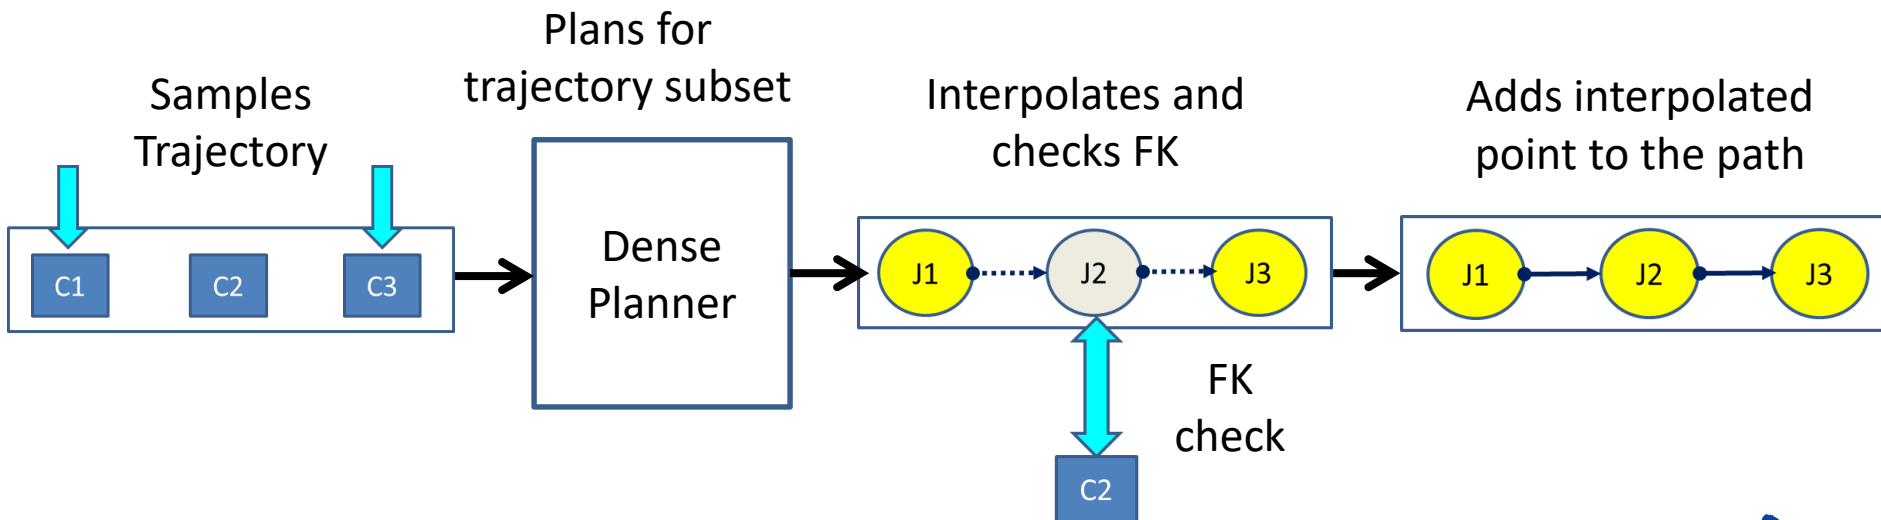 Samples
Trajectory
C1
C2
C3
Plans for
trajectory subset
Dense
Planner
Interpolates and
checks FK
J1
J2
J3
FK
check
C2
Adds interpolated
point to the path
J1
J2
J3